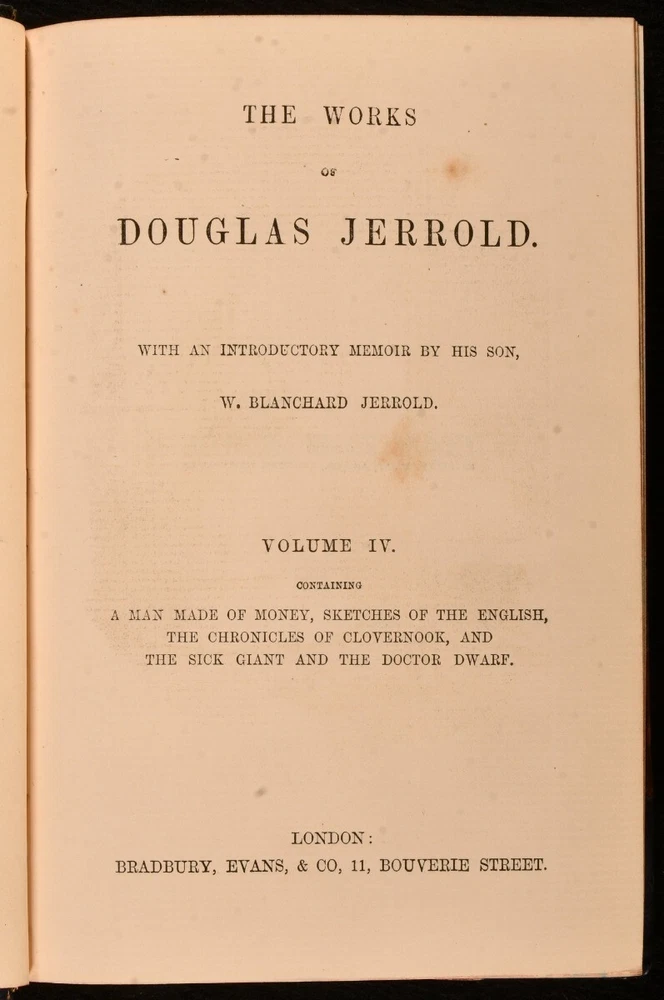 THE WORKS
OF
DOUGLAS JERROLD.
WITH AN INTRODUCTORY MEMOIR BY HIS SON,
W. BLANCHARD JERROLD.
VOLUME IV.
CONTAINING
A MAN MADE OF MONEY, SKETCHES OF THE ENGLISH,
THE CHRONICLES OF CLOVERNOOK, AND
THE SICK GIANT AND THE DOCTOR DWARF.
LONDON:
BRADBURY, EVANS, & CO, 11, BOUVERIE STREET.